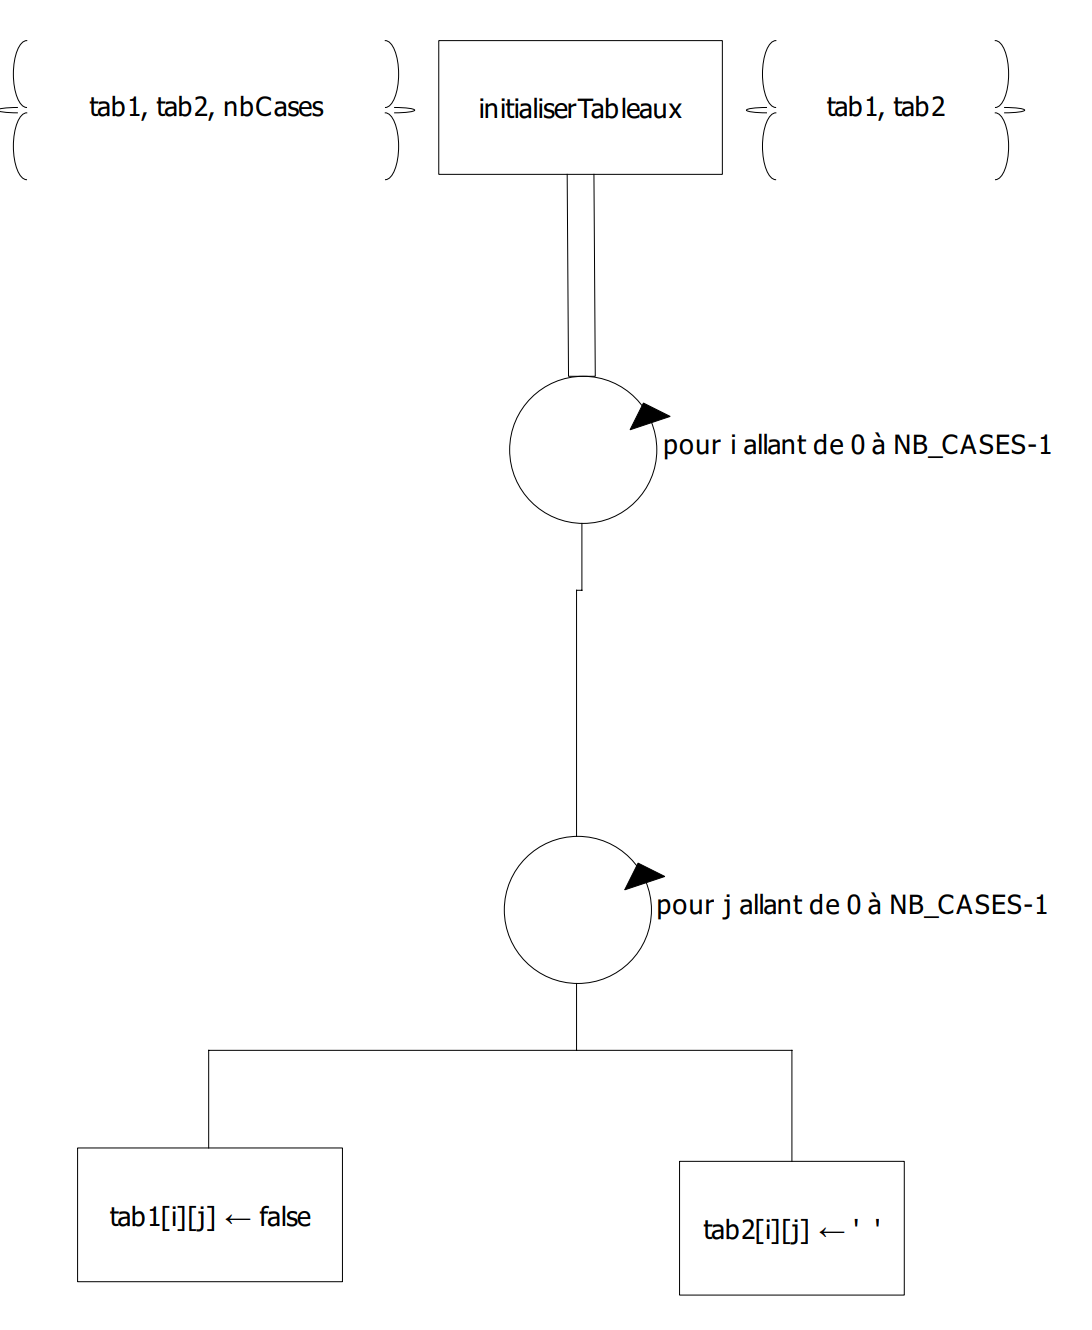 tab1, tab2, nbCases
initialiserTableaux
tab1, tab2
pour i allant de 0 à NB_CASES-1
pour j allant de 0 à NB_CASES-1
tab1[i][j] ← false
tab2[i][j] ← ' '